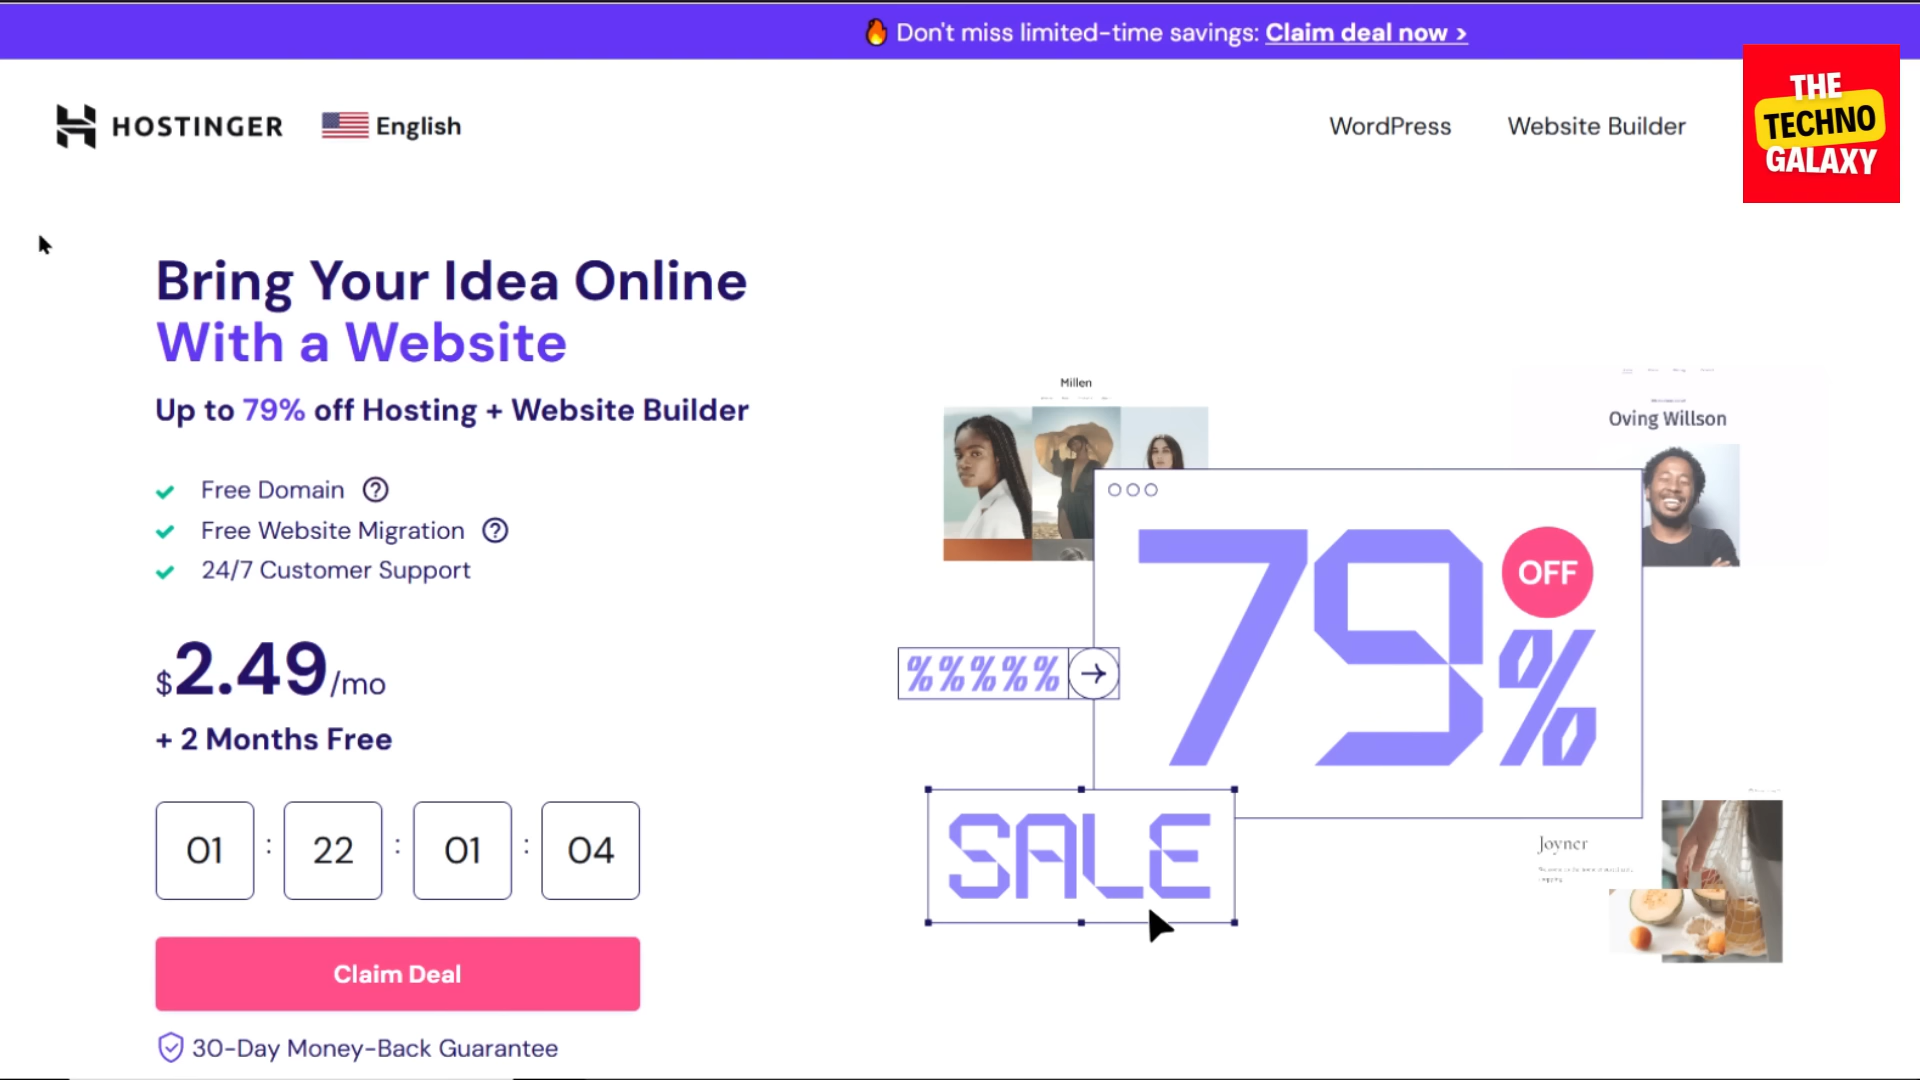 🔥 Don't miss limited-time savings: Claim deal now >
HOSTINGER
English
WordPress
Website Builder
THE
TECHNO
GALAXY
Bring Your Idea Online
With a Website
Up to 79% off Hosting + Website Builder
Free Domain ?
Free Website Migration ?
24/7 Customer Support
$2.49/mo
+ 2 Months Free
01 : 22 : 01 : 04
Claim Deal
30-Day Money-Back Guarantee
Millen
Oving Willson
79%
OFF
%%%%%
SALE
Joyner